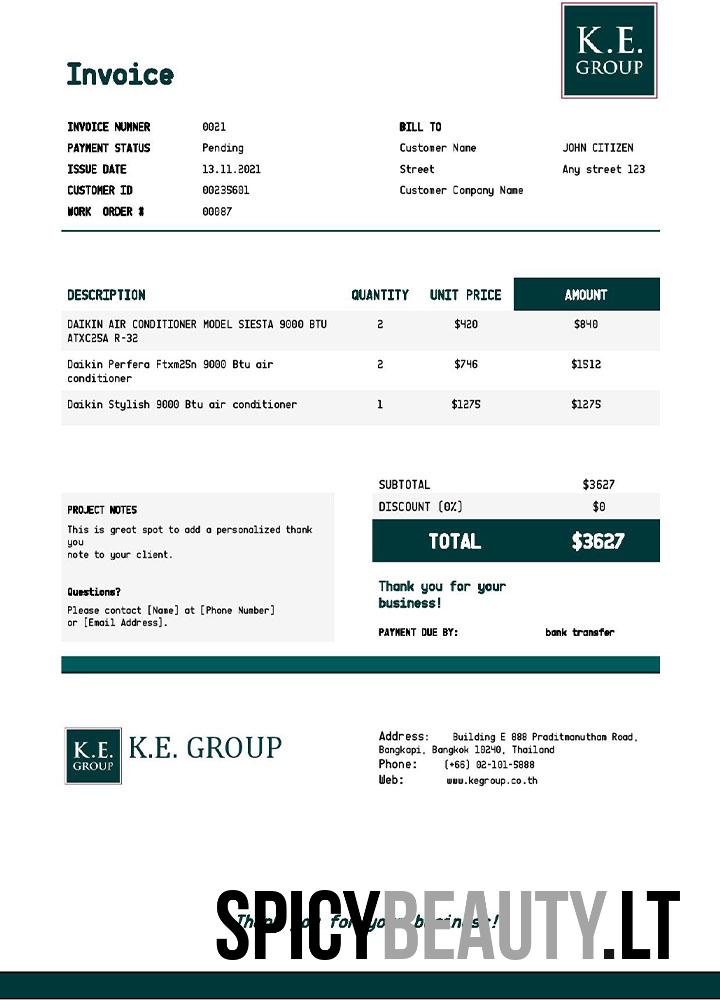 K.E.
GROUP
Invoice
INVOICE NUMNER 0021
PAYMENT STATUS Pending
ISSUE DATE 13.11.2021
CUSTOMER ID 00235601
WORK ORDER # 00087
BILL TO
Customer Name JOHN CITIZEN
Street Any street 123
Customer Company Name
DESCRIPTION QUANTITY UNIT PRICE AMOUNT
DAIKIN AIR CONDITIONER MODEL SIESTA 9000 BTU 2 $420 $840
ATXC25A R-32
Daikin Perfera Ftxm25n 9000 Btu air 2 $746 $1512
conditioner
Daikin Stylish 9000 Btu air conditioner 1 $1275 $1275
SUBTOTAL $3627
DISCOUNT (0%) $0
TOTAL $3627
PROJECT NOTES
This is great spot to add a personalized thank
you
note to your client.
Questions?
Please contact [Name] at [Phone Number]
or [Email Address].
Thank you for your
business!
PAYMENT DUE BY: bank transfer
K.E.
GROUP
K.E. GROUP
Address: Building E 888 Praditmanutham Road,
Bangkapi, Bangkok 10240, Thailand
Phone: (+66) 02-101-5888
Web: www.kegroup.co.th
Thank you for your business!
SPICYBEAUTY.LT